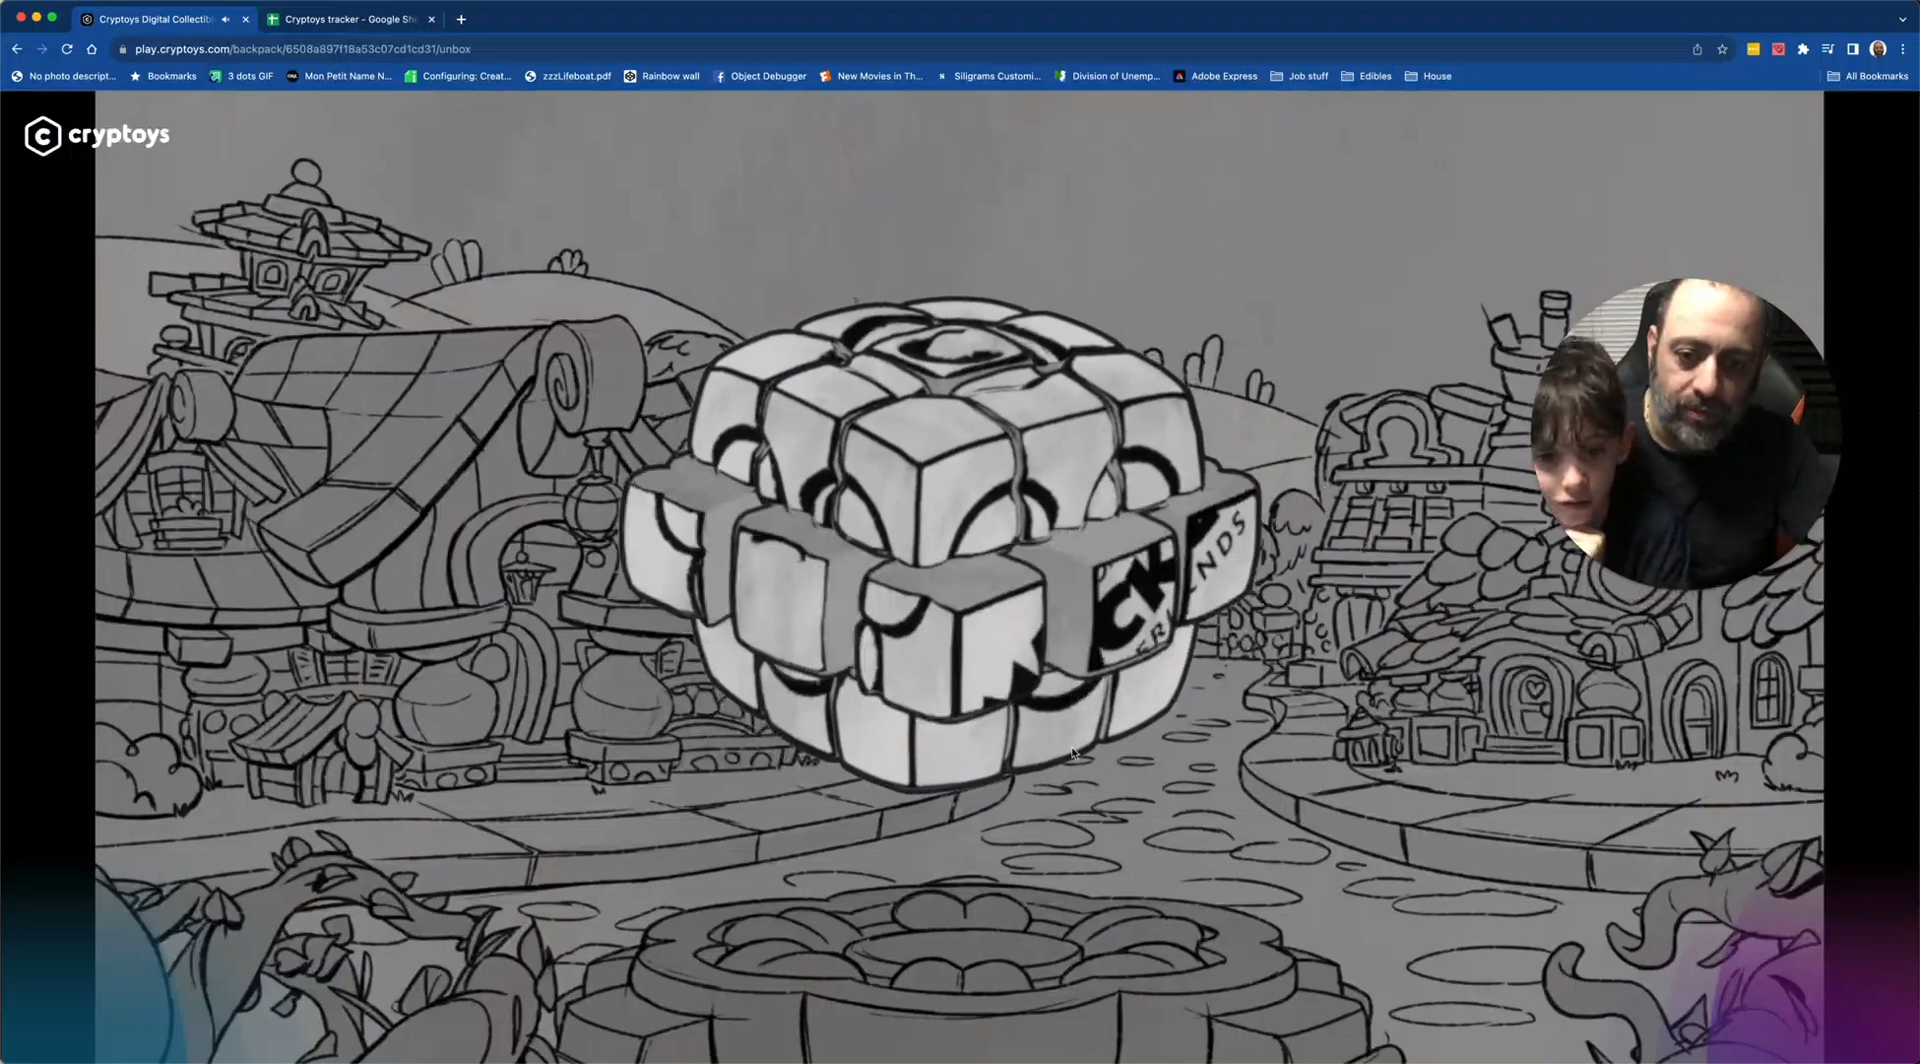 Cryptoys Digital Collectib
Cryptoys tracker - Google She
play.cryptoys.com/backpack/6508a897f18a53c07cd1cd31/unbox
No photo descript...
Bookmarks
3 dots GIF
Mon Petit Name N...
Configuring: Creat...
zzzLifeboat.pdf
Rainbow wall
Object Debugger
New Movies in Th...
Siligrams Customi...
Division of Unemp...
Adobe Express
Job stuff
Edibles
House
All Bookmarks
cryptoys
CK